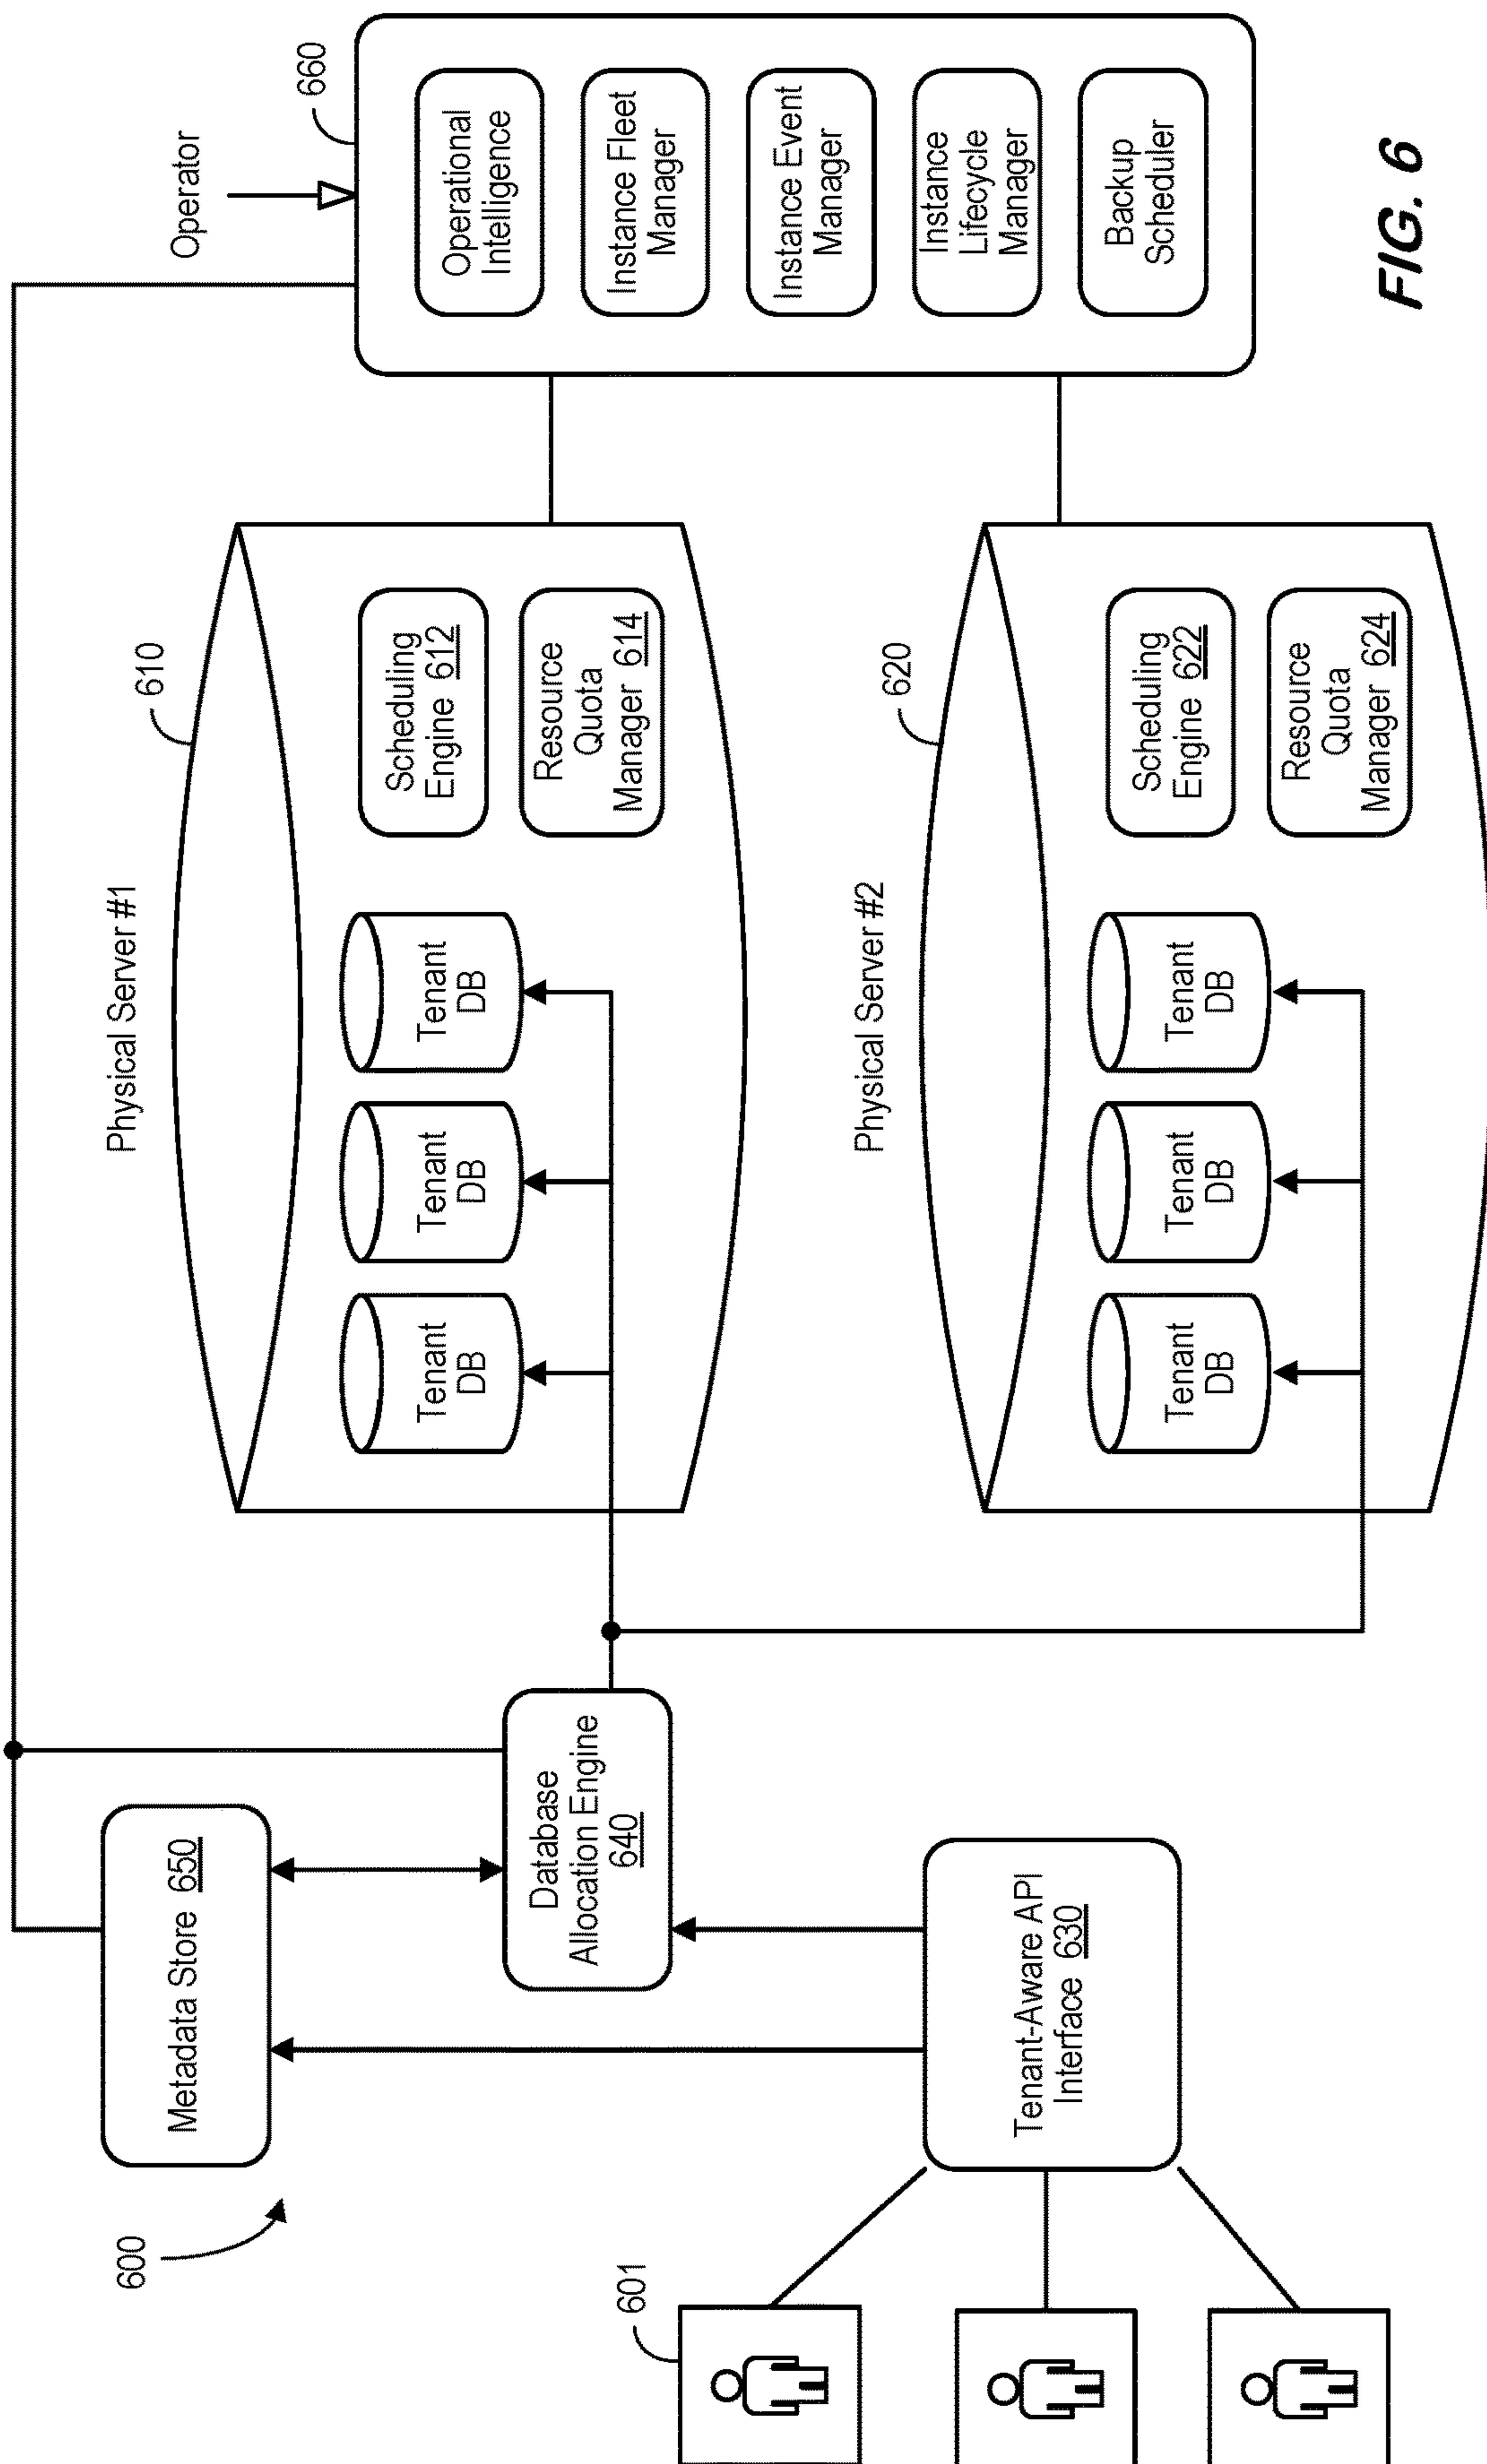 600
601
Metadata Store 650
Database
Allocation Engine
640
Tenant-Aware API
Interface 630
Physical Server #1
610
Tenant
DB
Tenant
DB
Tenant
DB
Scheduling
Engine 612
Resource
Quota
Manager 614
Physical Server #2
620
Tenant
DB
Tenant
DB
Tenant
DB
Scheduling
Engine 622
Resource
Quota
Manager 624
Operator
660
Operational
Intelligence
Instance Fleet
Manager
Instance Event
Manager
Instance
Lifecycle
Manager
Backup
Scheduler
FIG. 6